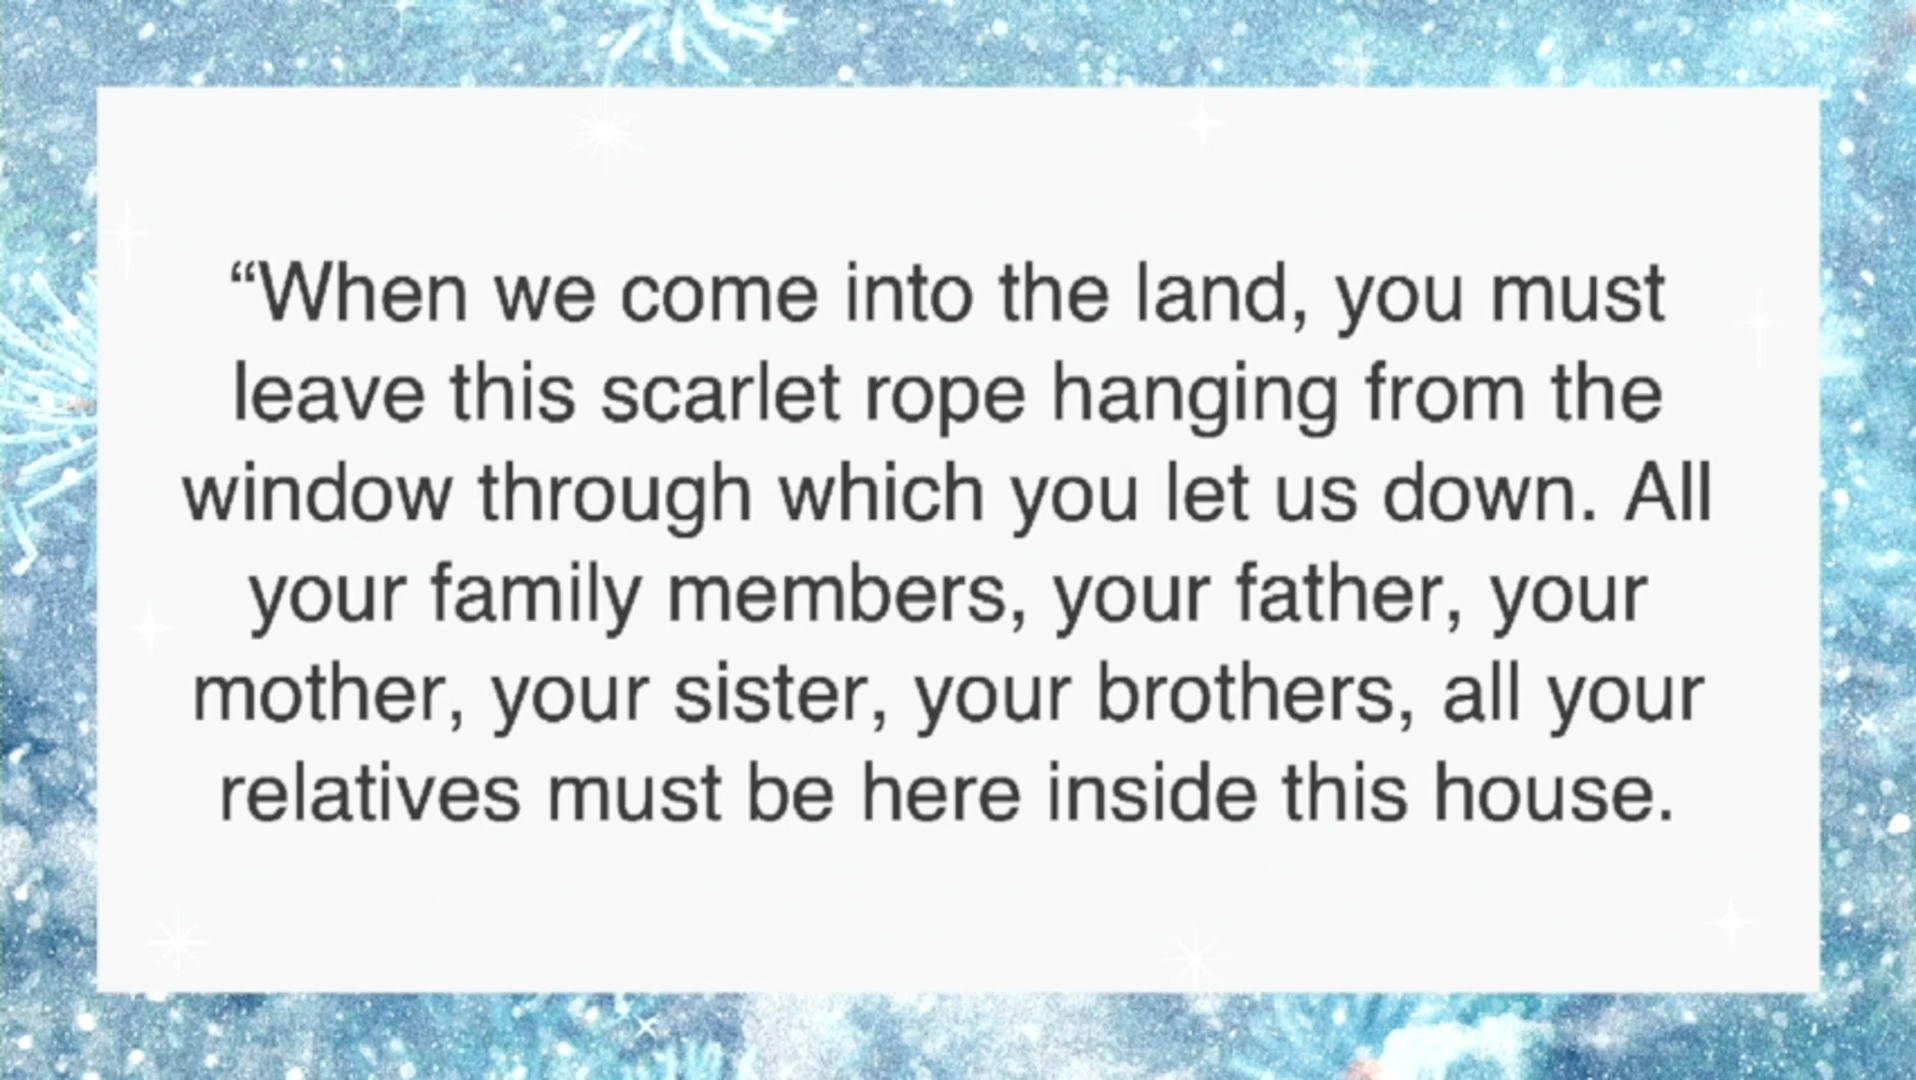 “When we come into the land, you must
leave this scarlet rope hanging from the
window through which you let us down. All
your family members, your father, your
mother, your sister, your brothers, all your
relatives must be here inside this house.